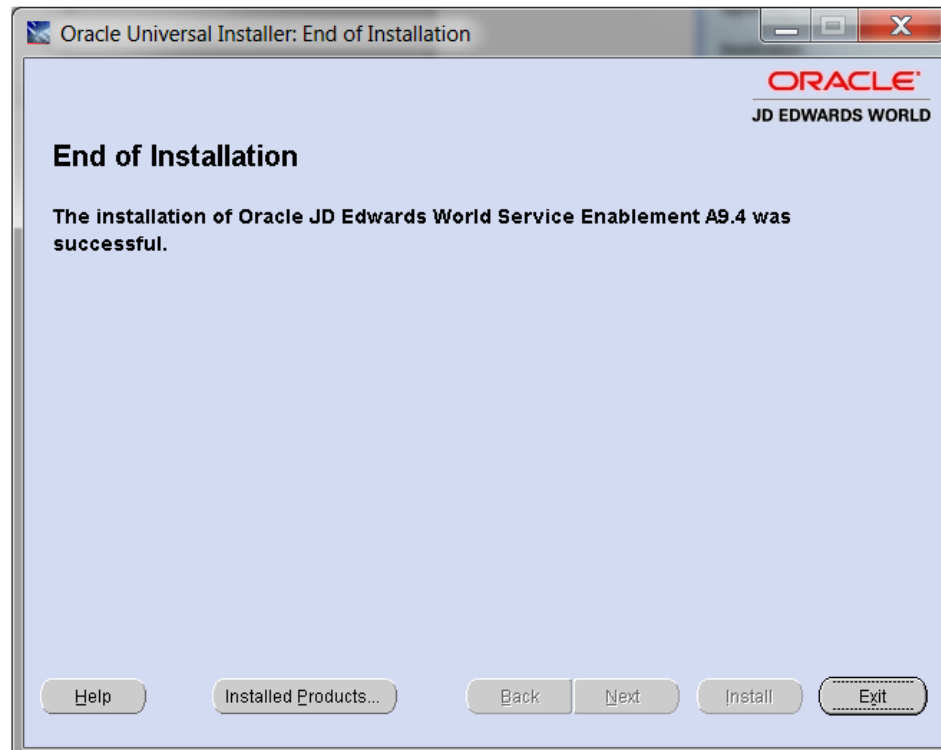 Oracle Universal Installer: End of Installation
ORACLE
JD EDWARDS WORLD
End of Installation
The installation of Oracle JD Edwards World Service Enablement A9.4 was
successful.
Help Installed Products... Back Next Install Exit